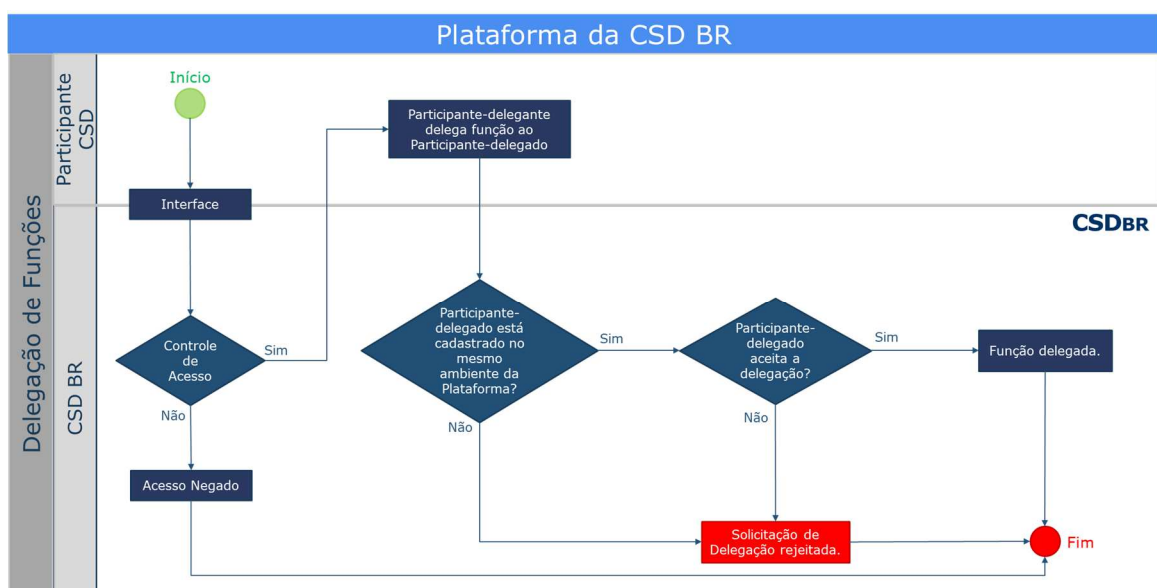 Plataforma da CSD BR
Delegação de Funções
Participante
CSD
Início
Participante-delegante
delega função ao
Participante-delegado
Interface
CSD BR
CSDBR
Controle
de
Acesso
Sim
Não
Participante-
delegado está
cadastrado no
mesmo
ambiente da
Plataforma?
Sim
Não
Participante-
delegado
aceita a
delegação?
Sim
Não
Função delegada.
Acesso Negado
Solicitação de
Delegação rejeitada.
Fim